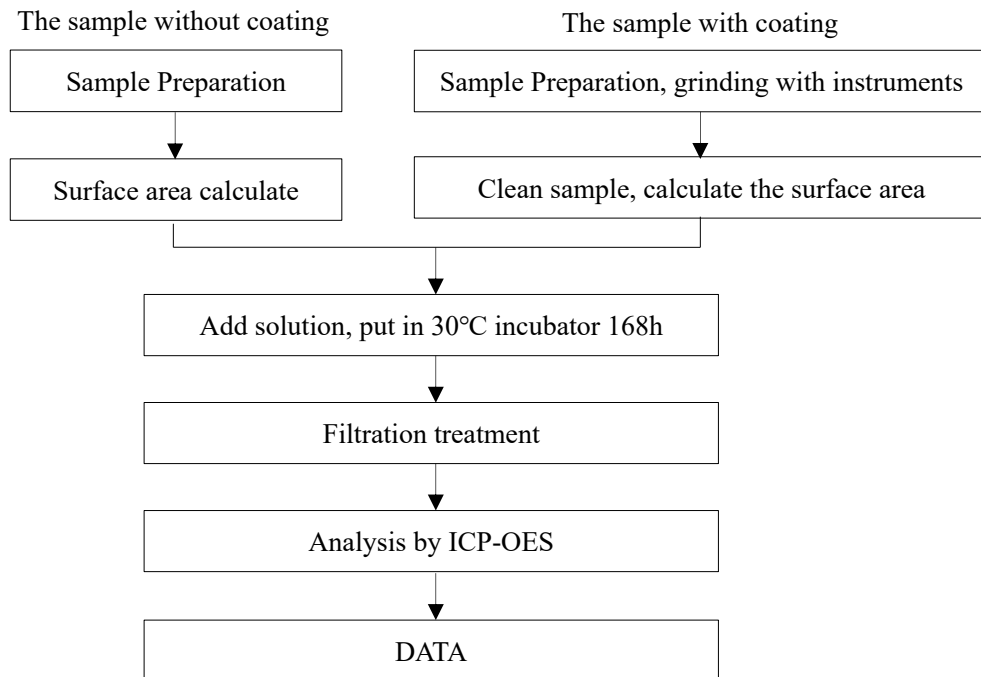 The sample without coating
The sample with coating
Sample Preparation
Sample Preparation, grinding with instruments
Surface area calculate
Clean sample, calculate the surface area
Add solution, put in 30℃ incubator 168h
Filtration treatment
Analysis by ICP-OES
DATA